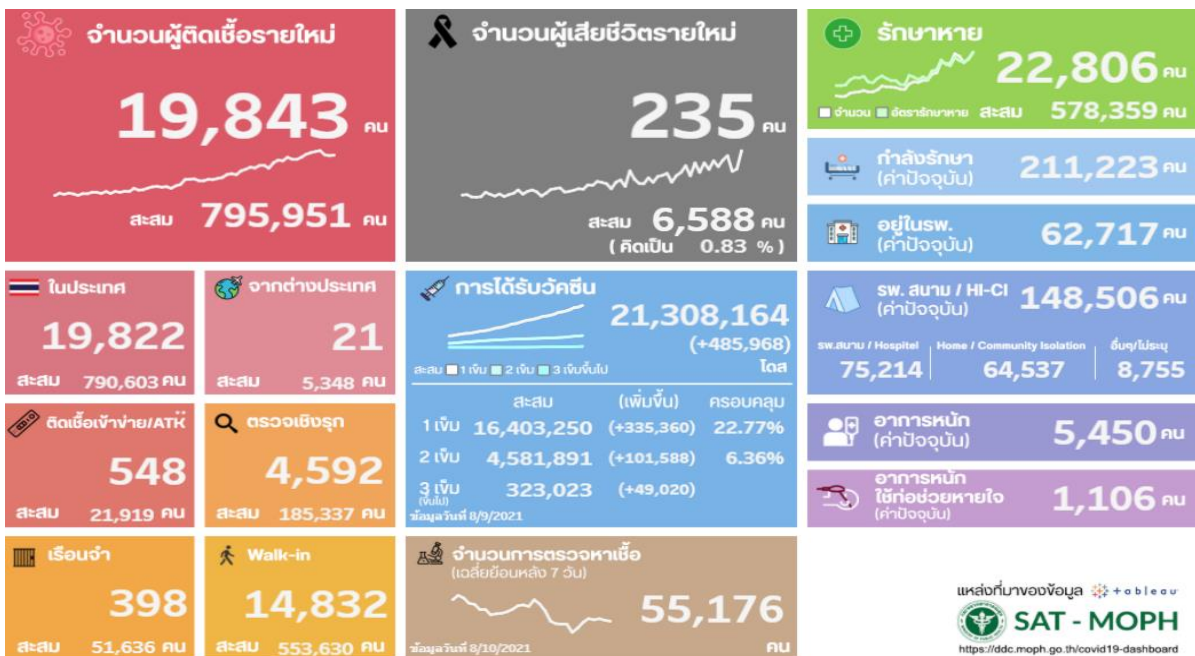 จำนวนผู้ติดเชื้อรายใหม่
19,843 คน
สะสม 795,951 คน
จำนวนผู้เสียชีวิตรายใหม่
235 คน
สะสม 6,588 คน
( คิดเป็น 0.83 % )
รักษาหาย
22,806 คน
จำนวน อัตรารักษาหาย สะสม 578,359 คน
กำลังรักษา
(ค่าปัจจุบัน)
211,223 คน
อยู่ในรพ.
(ค่าปัจจุบัน)
62,717 คน
ในประเทศ
19,822
สะสม 790,603 คน
จากต่างประเทศ
21
สะสม 5,348 คน
การได้รับวัคซีน
21,308,164
(+485,968)
สะสม 1 เข็ม 2 เข็ม 3 เข็มขึ้นไป โดส
สะสม (เพิ่มขึ้น) ครอบคลุม
1 เข็ม 16,403,250 (+335,360) 22.77%
2 เข็ม 4,581,891 (+101,588) 6.36%
3 เข็ม 323,023 (+49,020)
(ขึ้นไป)
ข้อมูลวันที่ 8/9/2021
รพ. สนาม / HI-CI
(ค่าปัจจุบัน)
148,506 คน
รพ.สนาม / Hospitel Home / Community Isolation อื่นๆ/ไม่ระบุ
75,214 64,537 8,755
ติดเชื้อเข้าข่าย/ATK
548
สะสม 21,919 คน
ตรวจเชิงรุก
4,592
สะสม 185,337 คน
อาการหนัก
(ค่าปัจจุบัน)
5,450 คน
อาการหนัก
ใช้ท่อช่วยหายใจ
(ค่าปัจจุบัน)
1,106 คน
เรือนจำ
398
สะสม 51,636 คน
Walk-in
14,832
สะสม 553,630 คน
จำนวนการตรวจหาเชื้อ
(เฉลี่ยย้อนหลัง 7 วัน)
55,176
ข้อมูลวันที่ 8/10/2021 คน
แหล่งที่มาของข้อมูล +ableau
SAT - MOPH
https://ddc.moph.go.th/covid19-dashboard